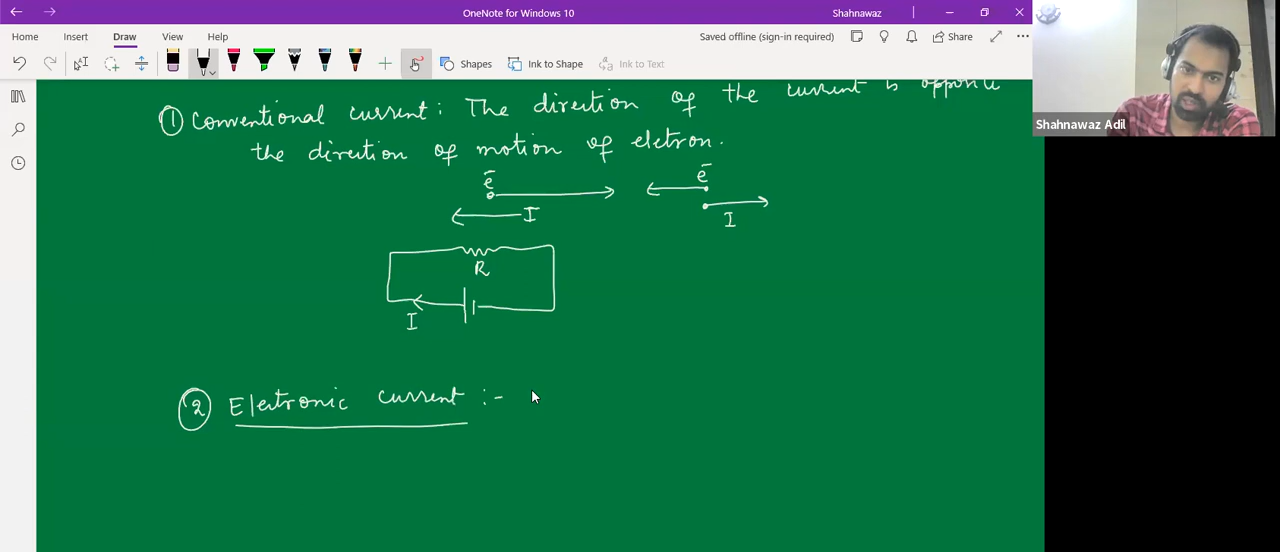 OneNote for Windows 10
Shahnawaz
Home Insert Draw View Help
Saved offline (sign-in required)
Share
Shapes
Ink to Shape
Ink to Text
Shahnawaz Adil
① Conventional current : The direction of the current is opposite
the direction of motion of eletron.
e⁻
e⁻
I
I
R
I
② Electronic current :-